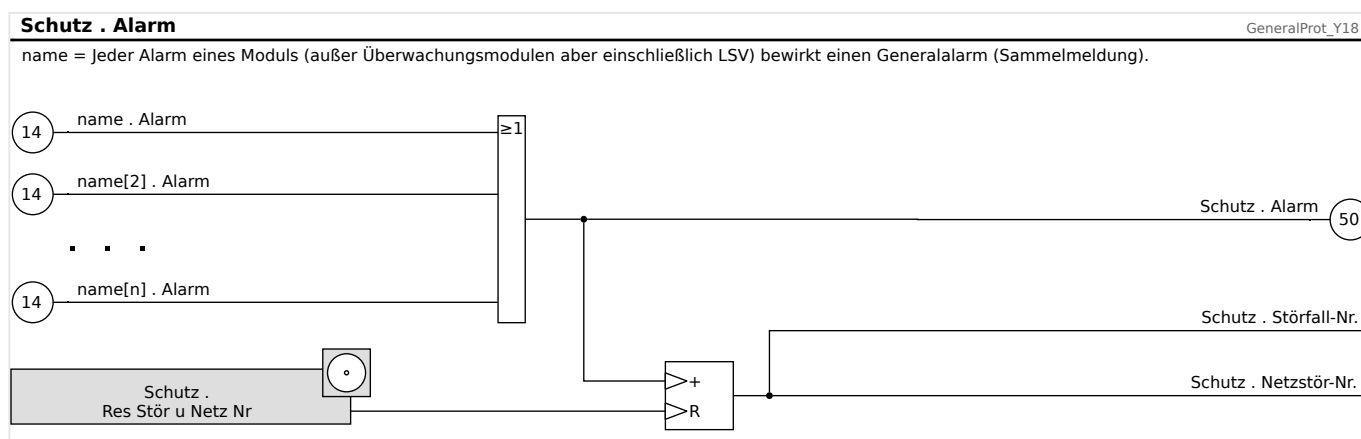 Schutz . Alarm
GeneralProt_Y18
name = Jeder Alarm eines Moduls (außer Überwachungsmodulen aber einschließlich LSV) bewirkt einen Generalalarm (Sammelmeldung).
14
name . Alarm
≥1
14
name[2] . Alarm
Schutz . Alarm
50
. . .
14
name[n] . Alarm
Schutz . Störfall-Nr.
Schutz . Netzstör-Nr.
+
Schutz .
Res Stör u Netz Nr
R